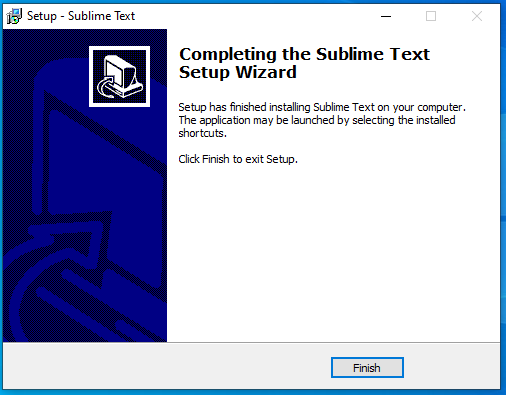 Setup - Sublime Text
Completing the Sublime Text
Setup Wizard
Setup has finished installing Sublime Text on your computer.
The application may be launched by selecting the installed
shortcuts.
Click Finish to exit Setup.
Finish